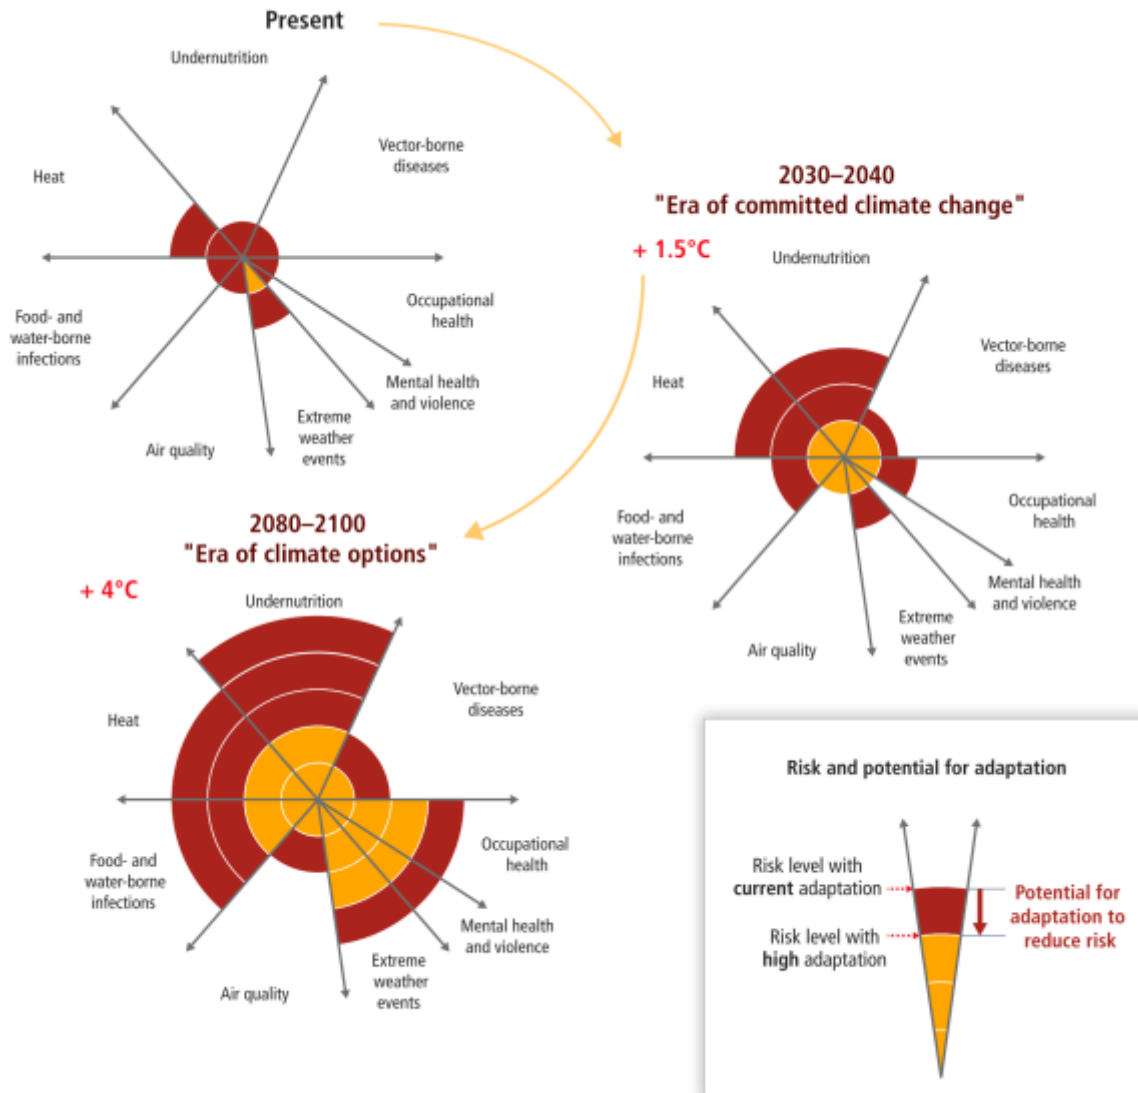 Present
Undernutrition
Vector-borne
diseases
Heat
Occupational
health
Food- and
water-borne
infections
Mental health
and violence
Extreme
weather
events
Air quality
2030–2040
"Era of committed climate change"
+ 1.5°C
Undernutrition
Vector-borne
diseases
Heat
Occupational
health
Food- and
water-borne
infections
Mental health
and violence
Extreme
weather
events
Air quality
2080–2100
"Era of climate options"
+ 4°C
Undernutrition
Vector-borne
diseases
Heat
Occupational
health
Food- and
water-borne
infections
Mental health
and violence
Extreme
weather
events
Air quality
Risk and potential for adaptation
Risk level with
current adaptation
Potential for
adaptation to
reduce risk
Risk level with
high adaptation